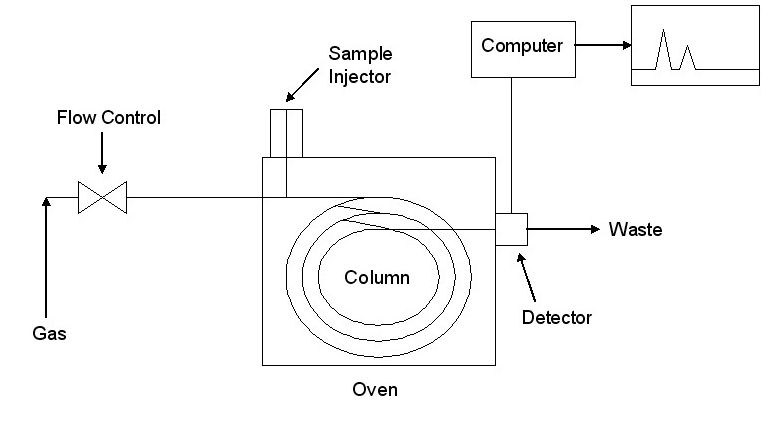 Sample
Injector
Computer
Flow Control
Waste
Column
Detector
Gas
Oven